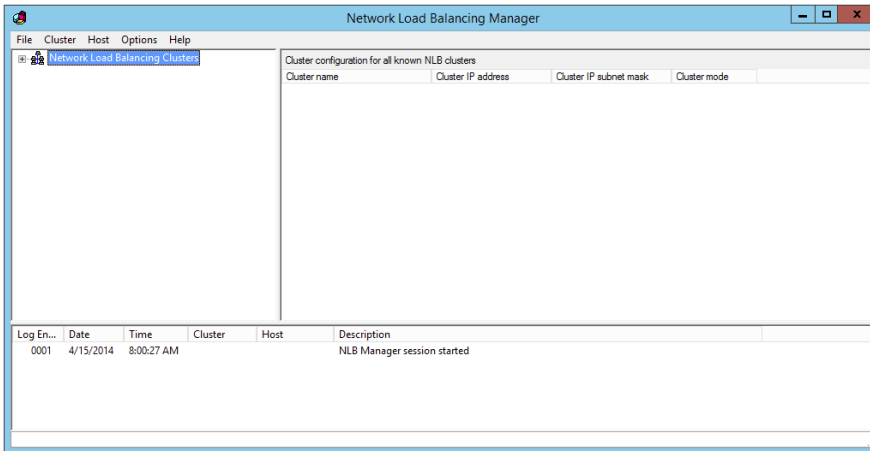 Network Load Balancing Manager
File Cluster Host Options Help
Network Load Balancing Clusters
Cluster configuration for all known NLB clusters
Cluster name Cluster IP address Cluster IP subnet mask Cluster mode
Log En... Date Time Cluster Host Description
0001 4/15/2014 8:00:27 AM NLB Manager session started